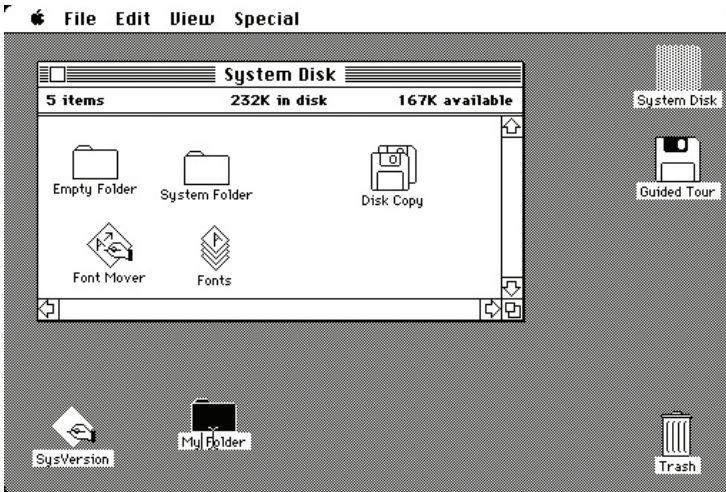 File Edit View Special
System Disk
5 items 232K in disk 167K available
Empty Folder System Folder Disk Copy
Font Mover Fonts
System Disk
Guided Tour
SysVersion My Folder Trash